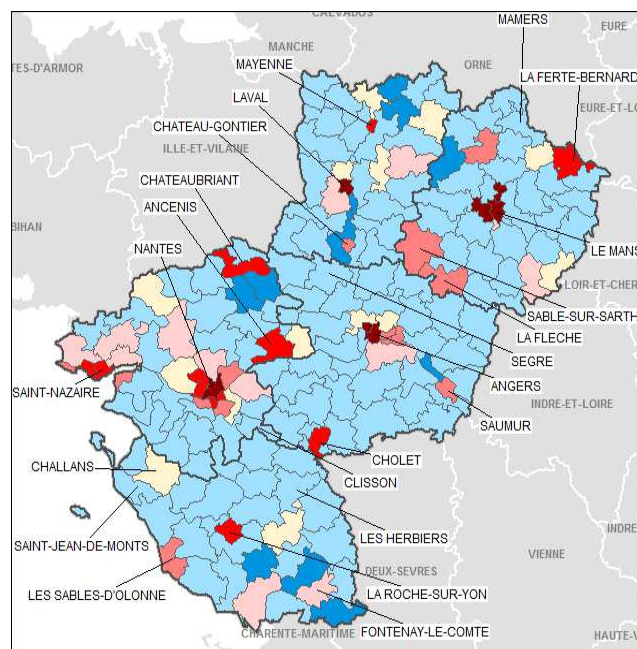 CALVADOS
MAMERS
EURE
TES-D'ARMOR
MANCHE
MAYENNE
ORNE
LA FERTE-BERNARD
LAVAL
EURE-ET-LO
CHATEAU-GONTIER
ILLE-ET-VILAINE
CHATEAUBRIANT
ANCENIS
BIHAN
NANTES
LE MANS
LOIR-ET-CHER
SABLE-SUR-SARTH
LA FLECHE
SEGRE
ANGERS
SAINT-NAZAIRE
INDRE-ET-LOIRE
SAUMUR
CHOLET
CHALLANS
CLISSON
INDRE
LES HERBIERS
SAINT-JEAN-DE-MONTS
VIENNE
DEUX-SEVRES
LES SABLES-D'OLONNE
LA ROCHE-SUR-YON
FONTENAY-LE-COMTE
CHARENTE-MARITIME
HAUTE-V